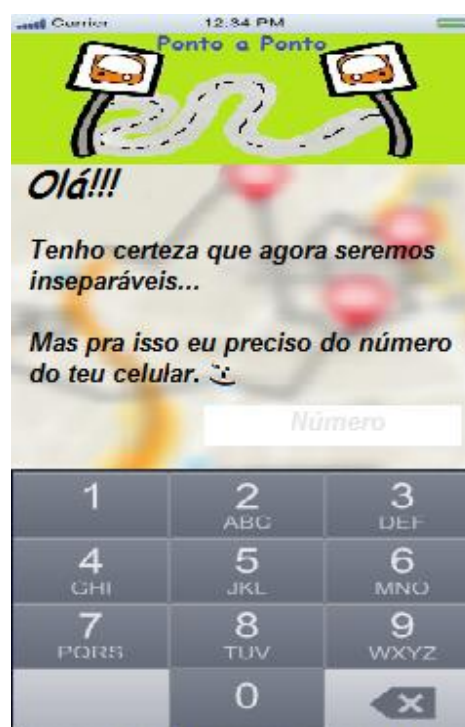 Carrier 12:34 PM
Ponto a Ponto
Olá!!!
Tenho certeza que agora seremos
inseparáveis...
Mas pra isso eu preciso do número
do teu celular.
Número
1 2 3
ABC DEF
4 5 6
GHI JKL MNO
7 8 9
PQRS TUV WXYZ
0